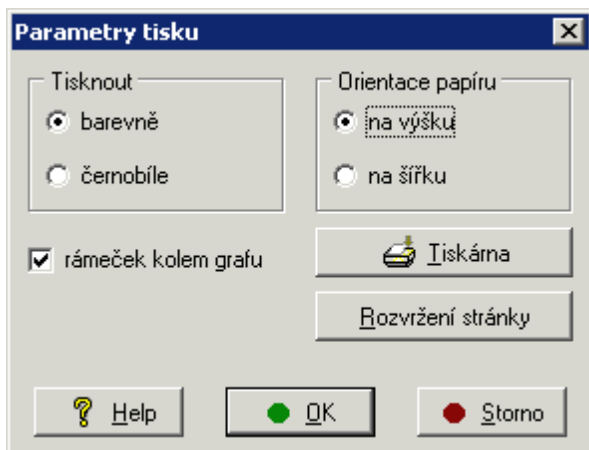 Parametry tisku
Tisknout
barevně
černobíle
Orientace papíru
na výšku
na šířku
rámeček kolem grafu
Tiskárna
Rozvržení stránky
Help
OK
Storno